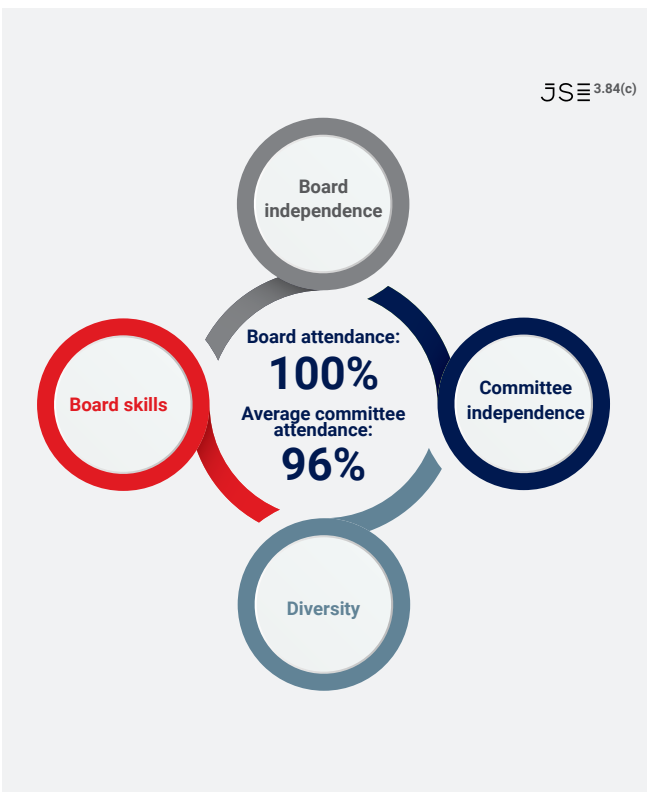 JSE 3.84(c)
Board
independence
Board attendance:
100%
Average committee
attendance:
96%
Board skills
Committee
independence
Diversity